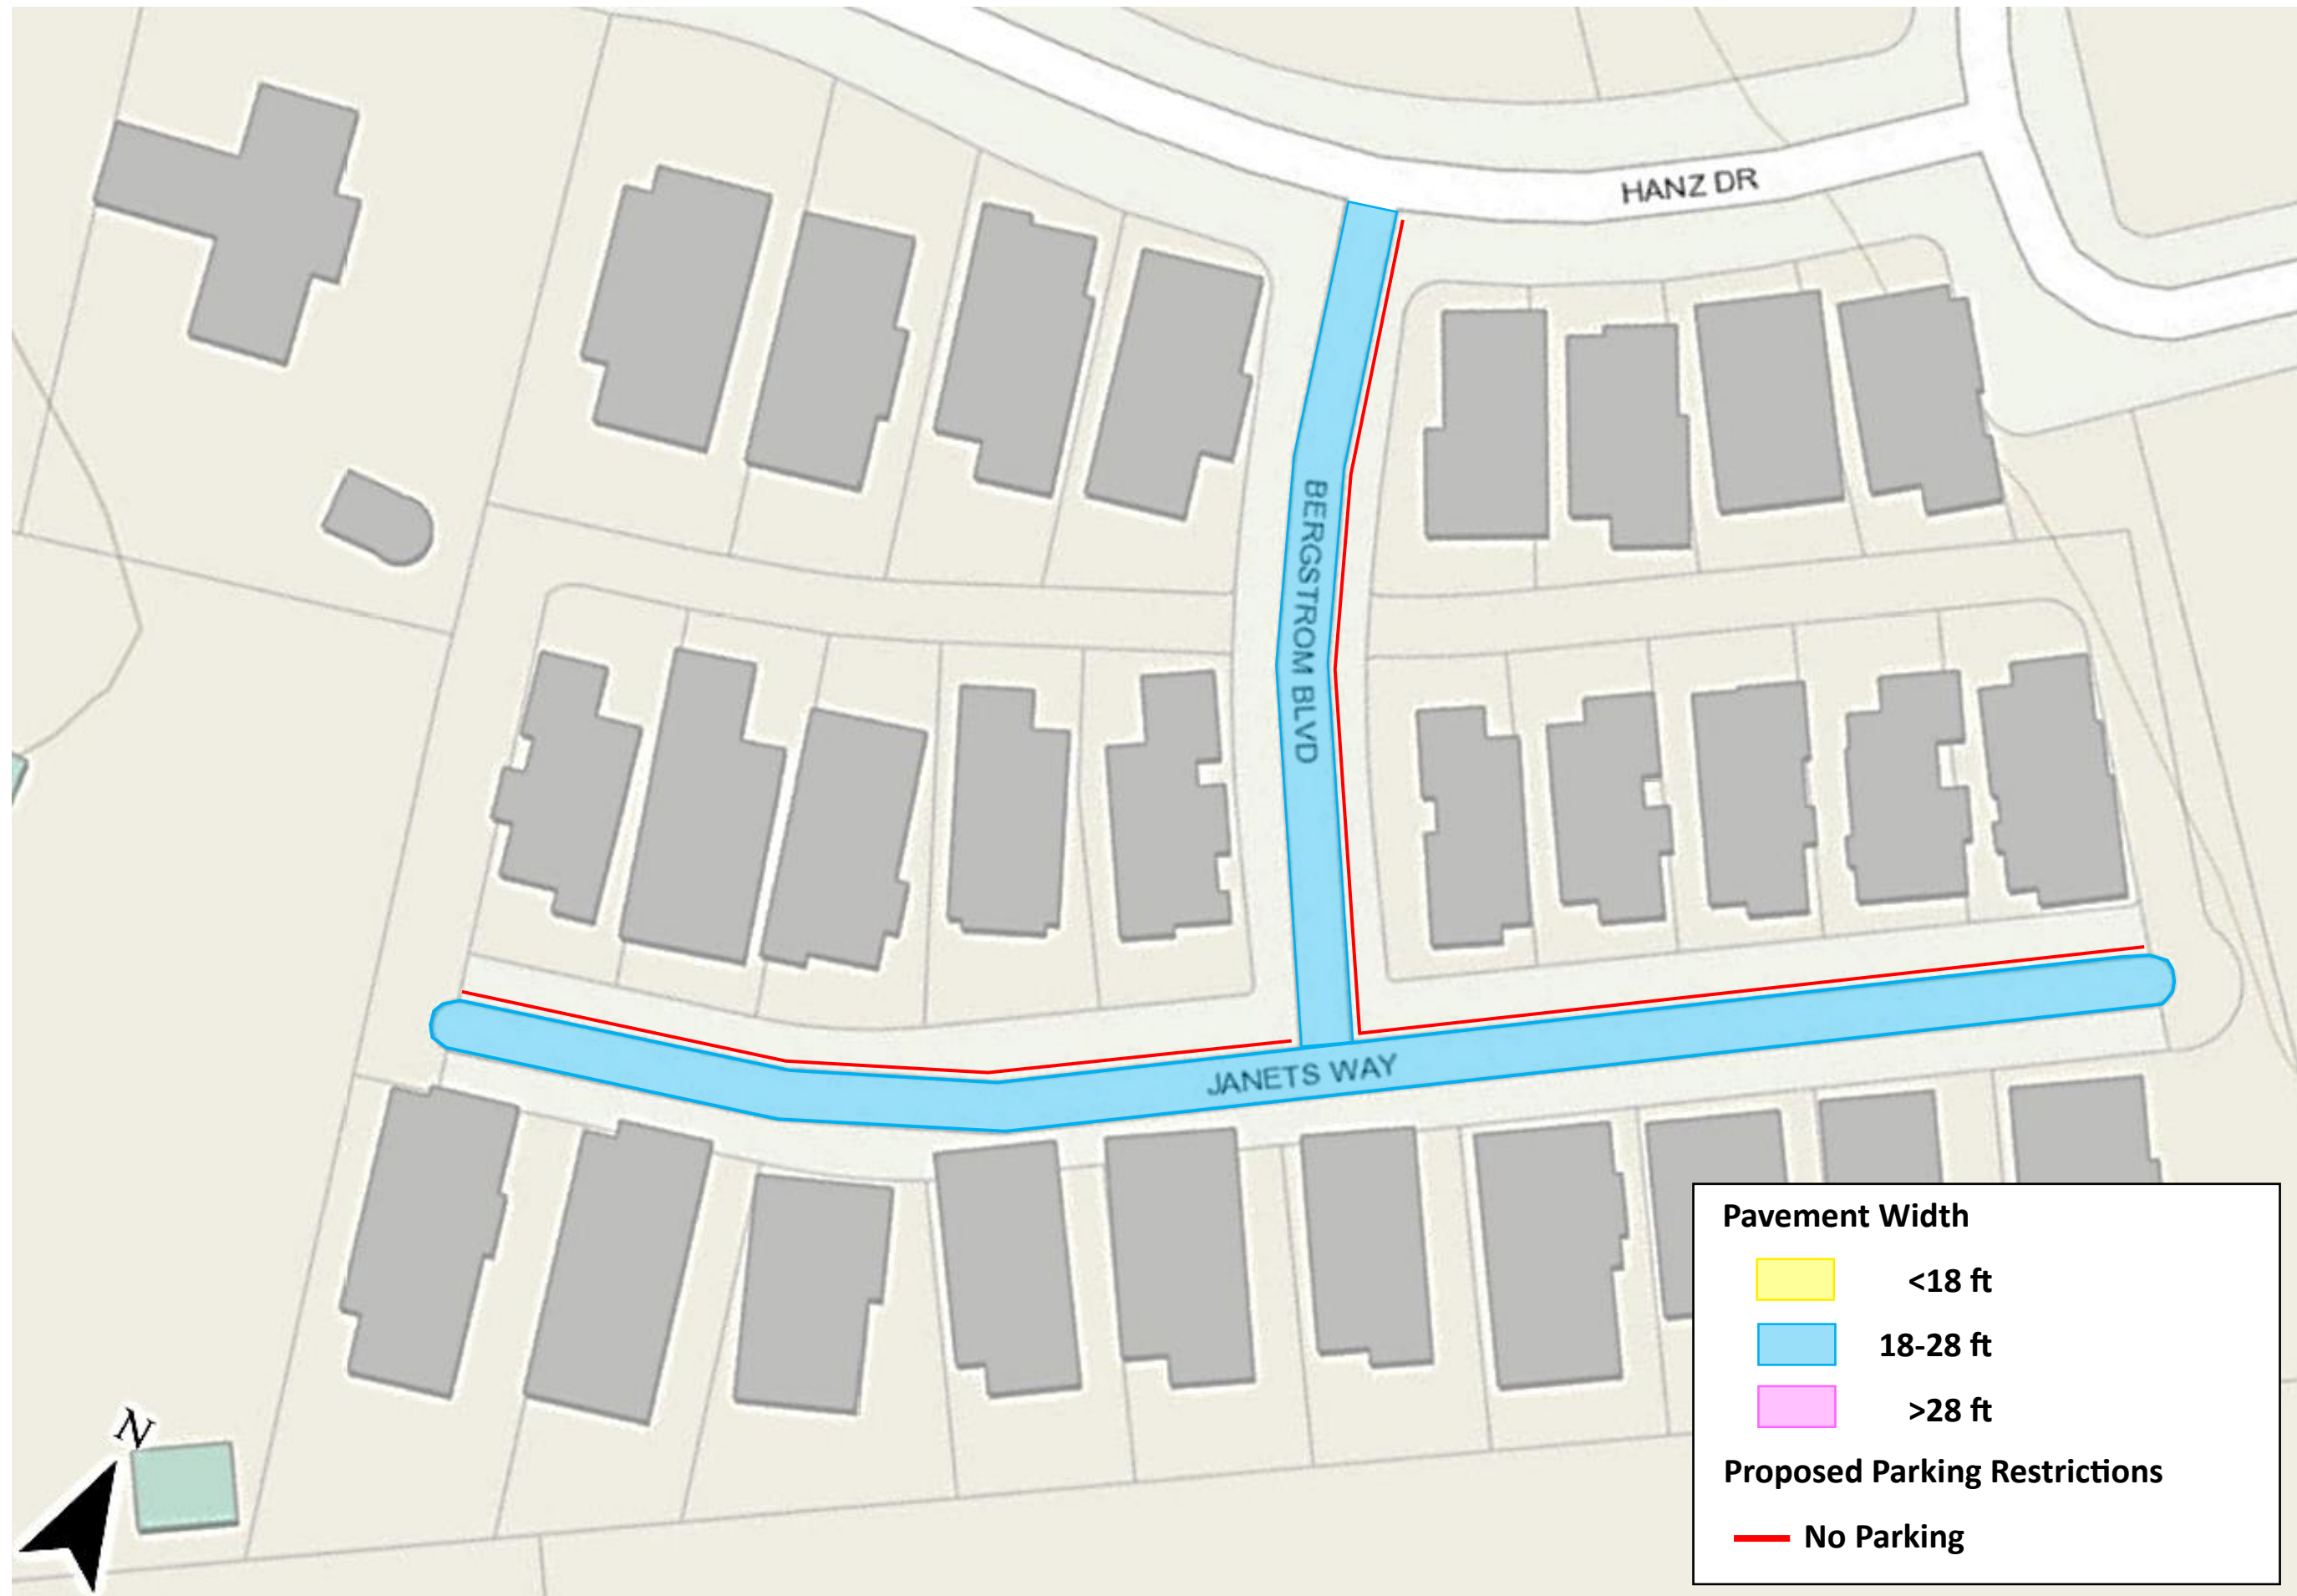 HANZ DR
BERGSTROM BLVD
JANETS WAY
N
Pavement Width
<18 ft
18-28 ft
>28 ft
Proposed Parking Restrictions
No Parking